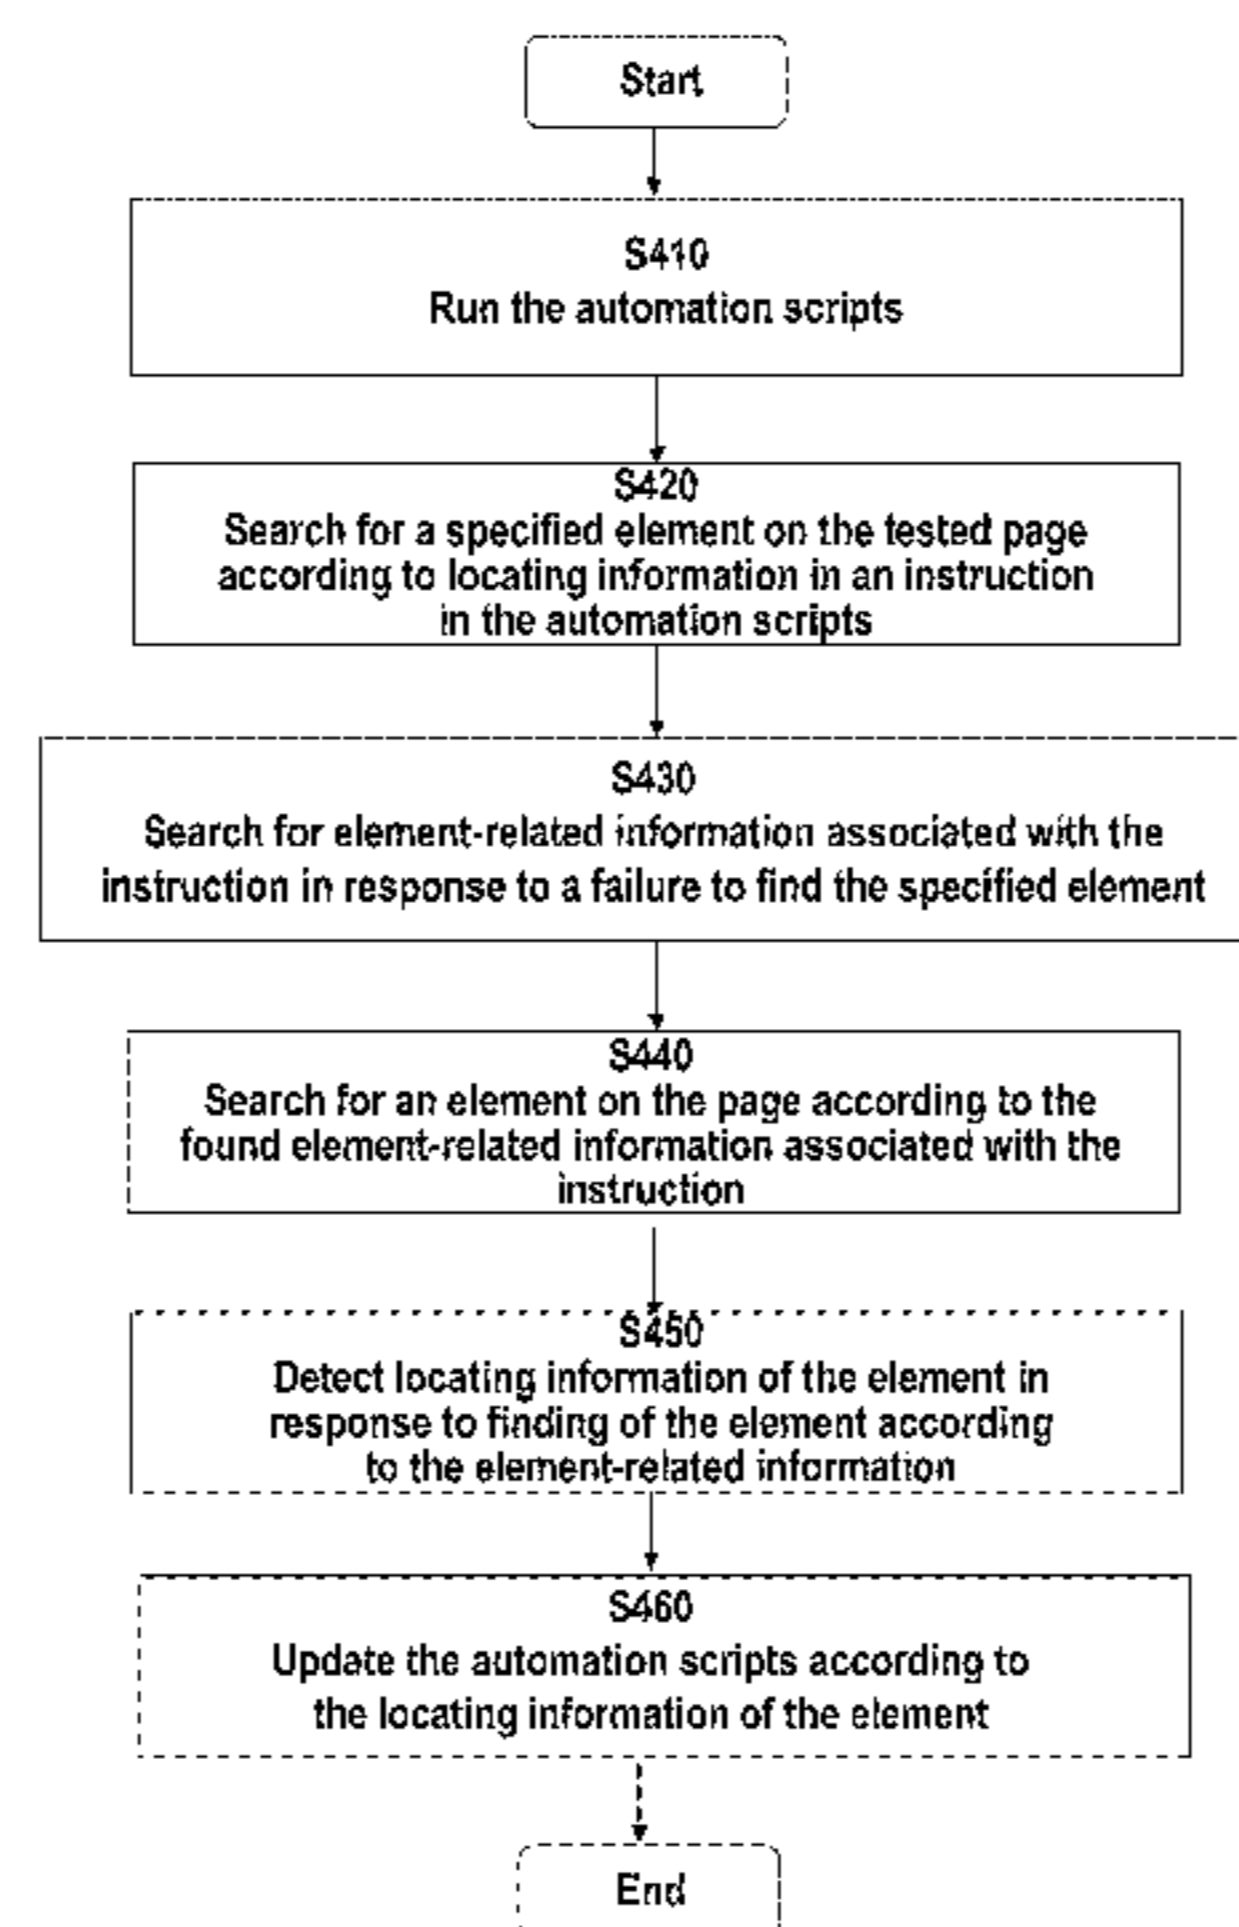 Start
S410
Run the automation scripts
S420
Search for a specified element on the tested page
according to locating information in an instruction
in the automation scripts
S430
Search for element-related information associated with the
instruction in response to a failure to find the specified element
S440
Search for an element on the page according to the
found element-related information associated with the
instruction
S450
Detect locating information of the element in
response to finding of the element according
to the element-related information
S460
Update the automation scripts according to
the locating information of the element
End